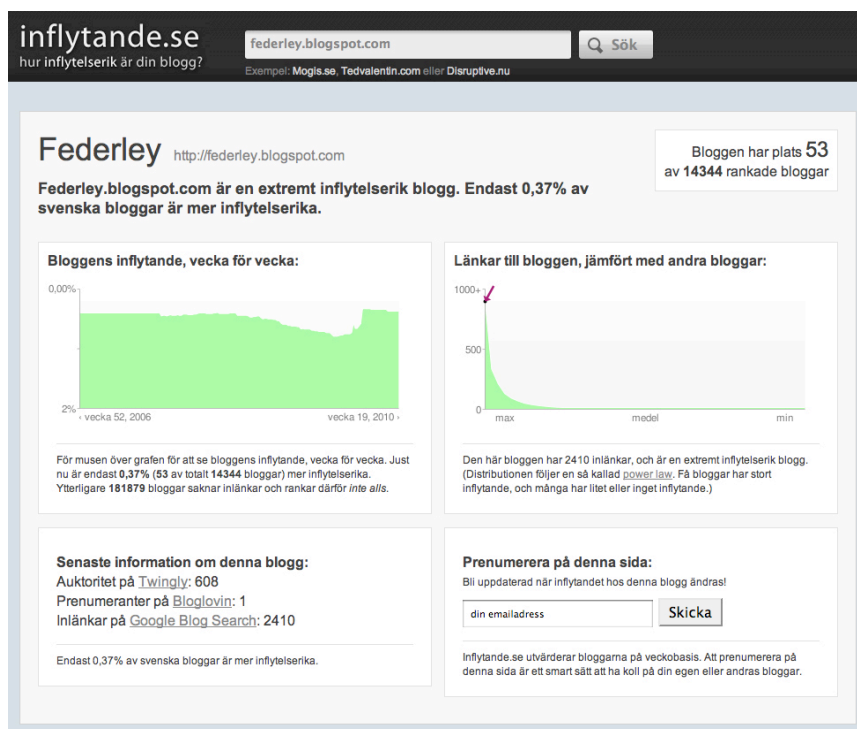 inflytande.se
hur inflytelserik är din blogg?
federley.blogspot.com
Sök
Exempel: Mogis.se, Tedvalentin.com eller Disruptive.nu
Federley http://federley.blogspot.com
Bloggen har plats 53
av 14344 rankade bloggar
Federley.blogspot.com är en extremt inflytelserik blogg. Endast 0,37% av
svenska bloggar är mer inflytelserika.
Bloggens inflytande, vecka för vecka:
0,00%
2%
‹ vecka 52, 2006
vecka 19, 2010 ›
För musen över grafen för att se bloggens inflytande, vecka för vecka. Just
nu är endast 0,37% (53 av totalt 14344 bloggar) mer inflytelserika.
Ytterligare 181879 bloggar saknar inlänkar och rankar därför inte alls.
Länkar till bloggen, jämfört med andra bloggar:
1000+
500
0
max
medel
min
Den här bloggen har 2410 inlänkar, och är en extremt inflytelserik blogg.
(Distributionen följer en så kallad power law. Få bloggar har stort
inflytande, och många har litet eller inget inflytande.)
Senaste information om denna blogg:
Auktoritet på Twingly: 608
Prenumeranter på Bloglovin: 1
Inlänkar på Google Blog Search: 2410
Endast 0,37% av svenska bloggar är mer inflytelserika.
Prenumerera på denna sida:
Bli uppdaterad när inflytandet hos denna blogg ändras!
din emailadress
Skicka
Inflytande.se utvärderar bloggarna på veckobasis. Att prenumerera på
denna sida är ett smart sätt att ha koll på din egen eller andras bloggar.